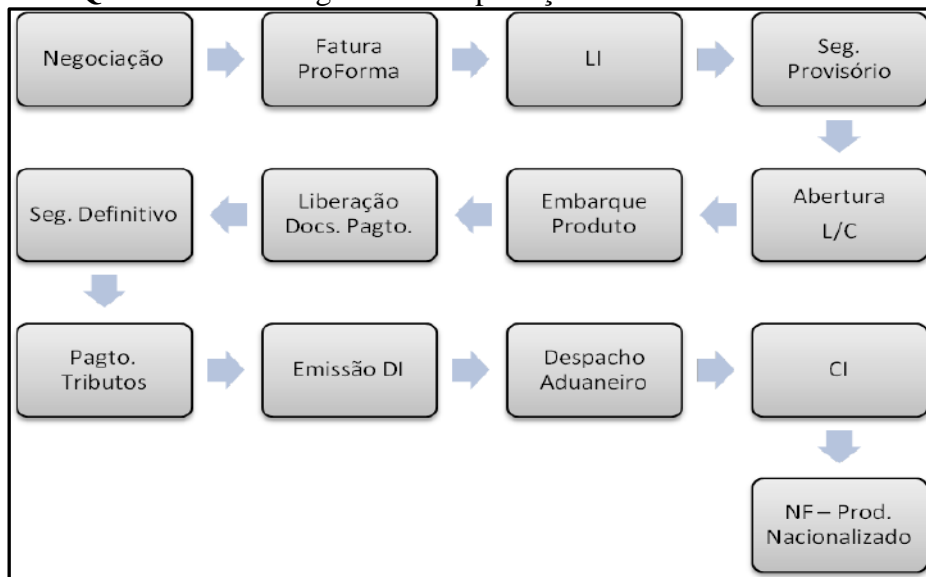 Negociação
Fatura
ProForma
LI
Seg.
Provisório
Abertura
L/C
Embarque
Produto
Liberação
Docs. Pagto.
Seg. Definitivo
Pagto.
Tributos
Emissão DI
Despacho
Aduaneiro
CI
NF – Prod.
Nacionalizado